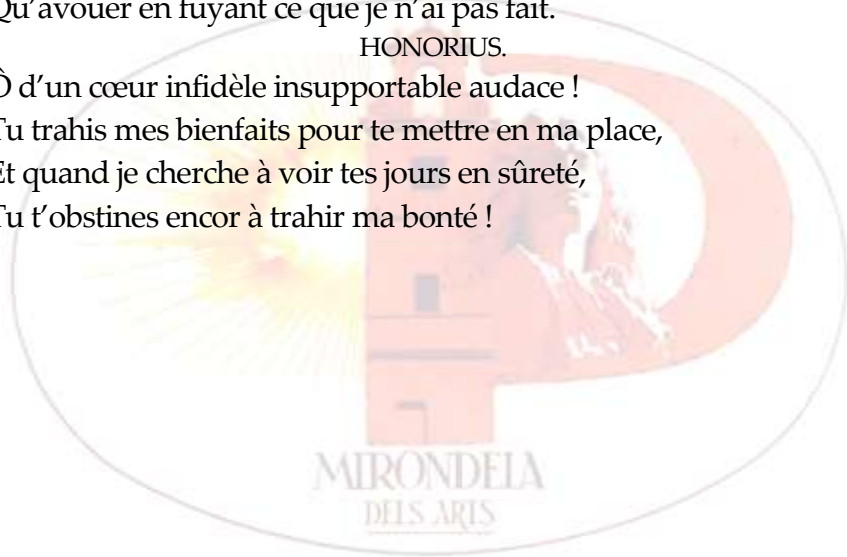 Qu’avouer en fuyant ce que je n’ai pas fait.
HONORIUS.
Ô d’un cœur infidèle insupportable audace !
Tu trahis mes bienfaits pour te mettre en ma place,
Et quand je cherche à voir tes jours en sûreté,
Tu t’obstines encor à trahir ma bonté !
MIRONDELA
DELS ARTS